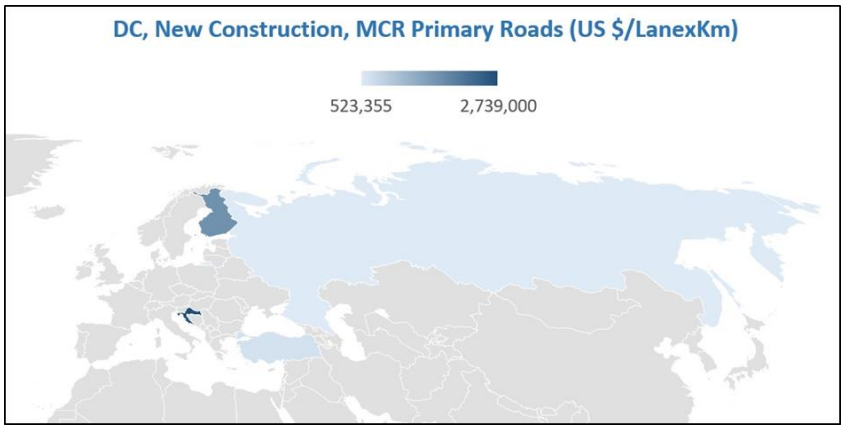 DC, New Construction, MCR Primary Roads (US $/LanexKm)
523,355 2,739,000